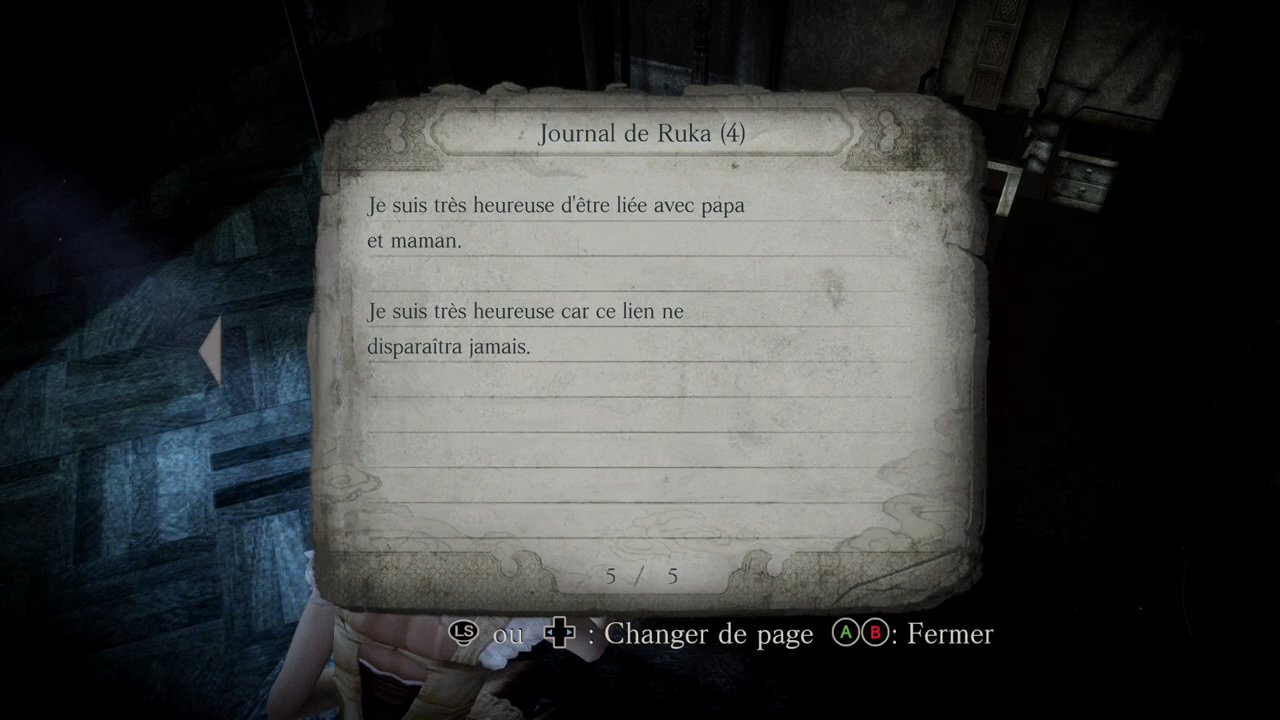 Journal de Ruka (4)
Je suis très heureuse d'être liée avec papa
et maman.
Je suis très heureuse car ce lien ne
disparaîtra jamais.
5 / 5
LS ou : Changer de page A B : Fermer